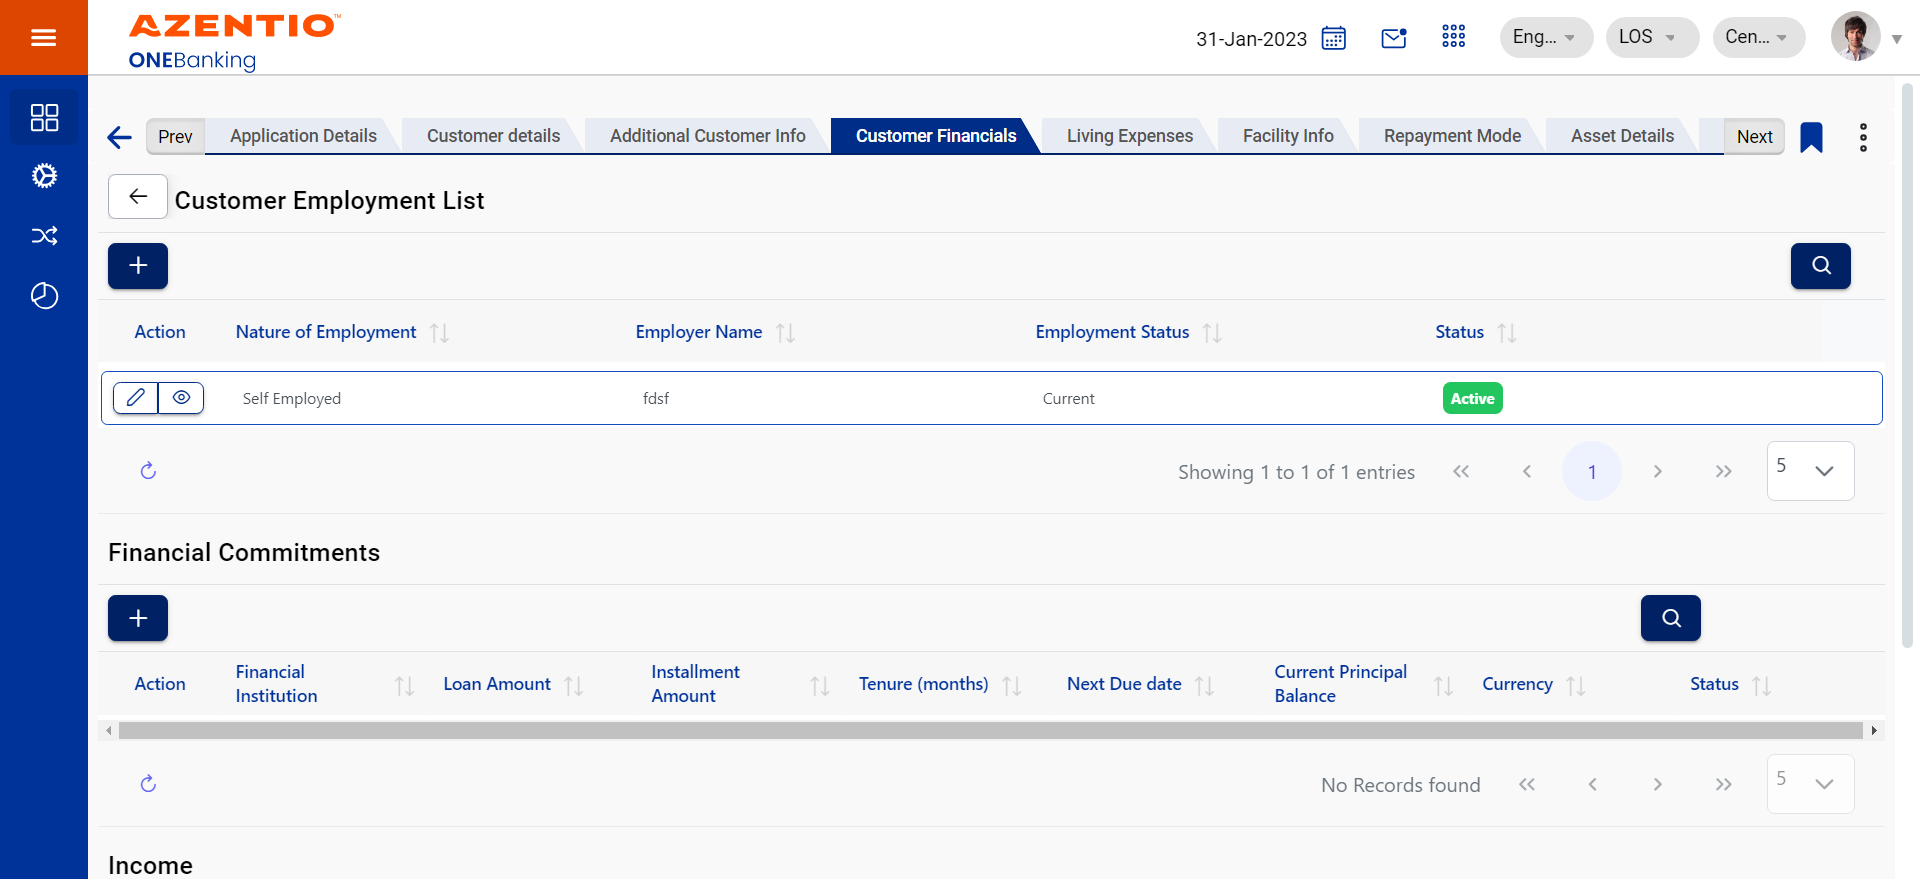 AZENTIO™
ONEBanking
31-Jan-2023
Eng...
LOS
Cen...
Prev
Application Details
Customer details
Additional Customer Info
Customer Financials
Living Expenses
Facility Info
Repayment Mode
Asset Details
Next
Customer Employment List
Action
Nature of Employment
Employer Name
Employment Status
Status
Self Employed
fdsf
Current
Active
Showing 1 to 1 of 1 entries
1
5
Financial Commitments
Action
Financial
Institution
Loan Amount
Installment
Amount
Tenure (months)
Next Due date
Current Principal
Balance
Currency
Status
No Records found
5
Income